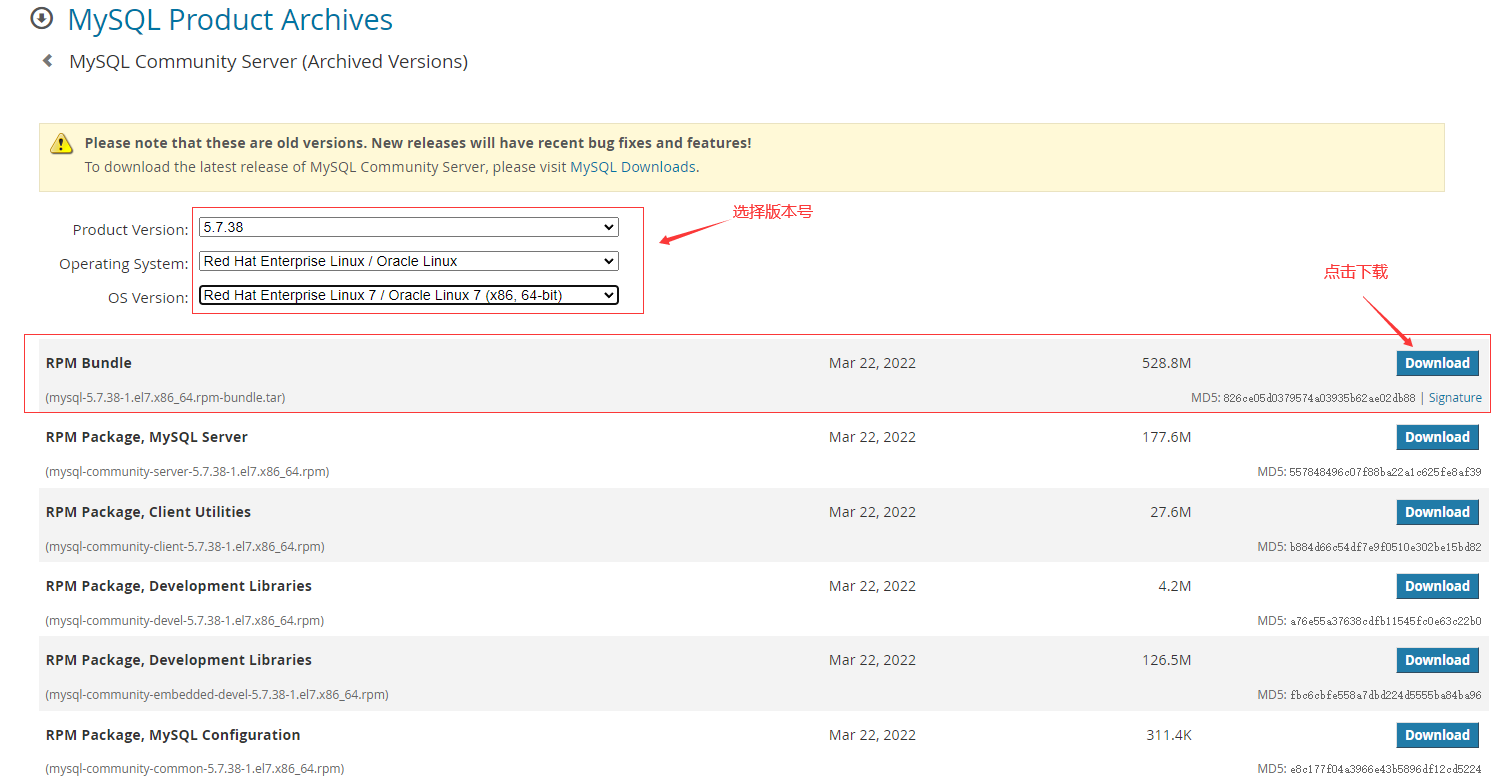 MySQL Product Archives
MySQL Community Server (Archived Versions)
Please note that these are old versions. New releases will have recent bug fixes and features!
To download the latest release of MySQL Community Server, please visit MySQL Downloads.
选择版本号
Product Version: 5.7.38
Operating System: Red Hat Enterprise Linux / Oracle Linux
点击下载
OS Version: Red Hat Enterprise Linux 7 / Oracle Linux 7 (x86, 64-bit)
RPM Bundle Mar 22, 2022 528.8M Download
(mysql-5.7.38-1.el7.x86_64.rpm-bundle.tar) MD5: 826ce05d0379574a03935b62ae02db88 | Signature
RPM Package, MySQL Server Mar 22, 2022 177.6M Download
(mysql-community-server-5.7.38-1.el7.x86_64.rpm) MD5: 557848496c07f88ba22a1c625fe8af39
RPM Package, Client Utilities Mar 22, 2022 27.6M Download
(mysql-community-client-5.7.38-1.el7.x86_64.rpm) MD5: b884d66c54df7e9f0510e302be15bd82
RPM Package, Development Libraries Mar 22, 2022 4.2M Download
(mysql-community-devel-5.7.38-1.el7.x86_64.rpm) MD5: a76e55a37638cdfb11545fc0e63c22b0
RPM Package, Development Libraries Mar 22, 2022 126.5M Download
(mysql-community-embedded-devel-5.7.38-1.el7.x86_64.rpm) MD5: fbc6cbfe558a7dbd224d5555ba84ba96
RPM Package, MySQL Configuration Mar 22, 2022 311.4K Download
(mysql-community-common-5.7.38-1.el7.x86_64.rpm) MD5: e8c177f04a3966e43b5896df12cd5224